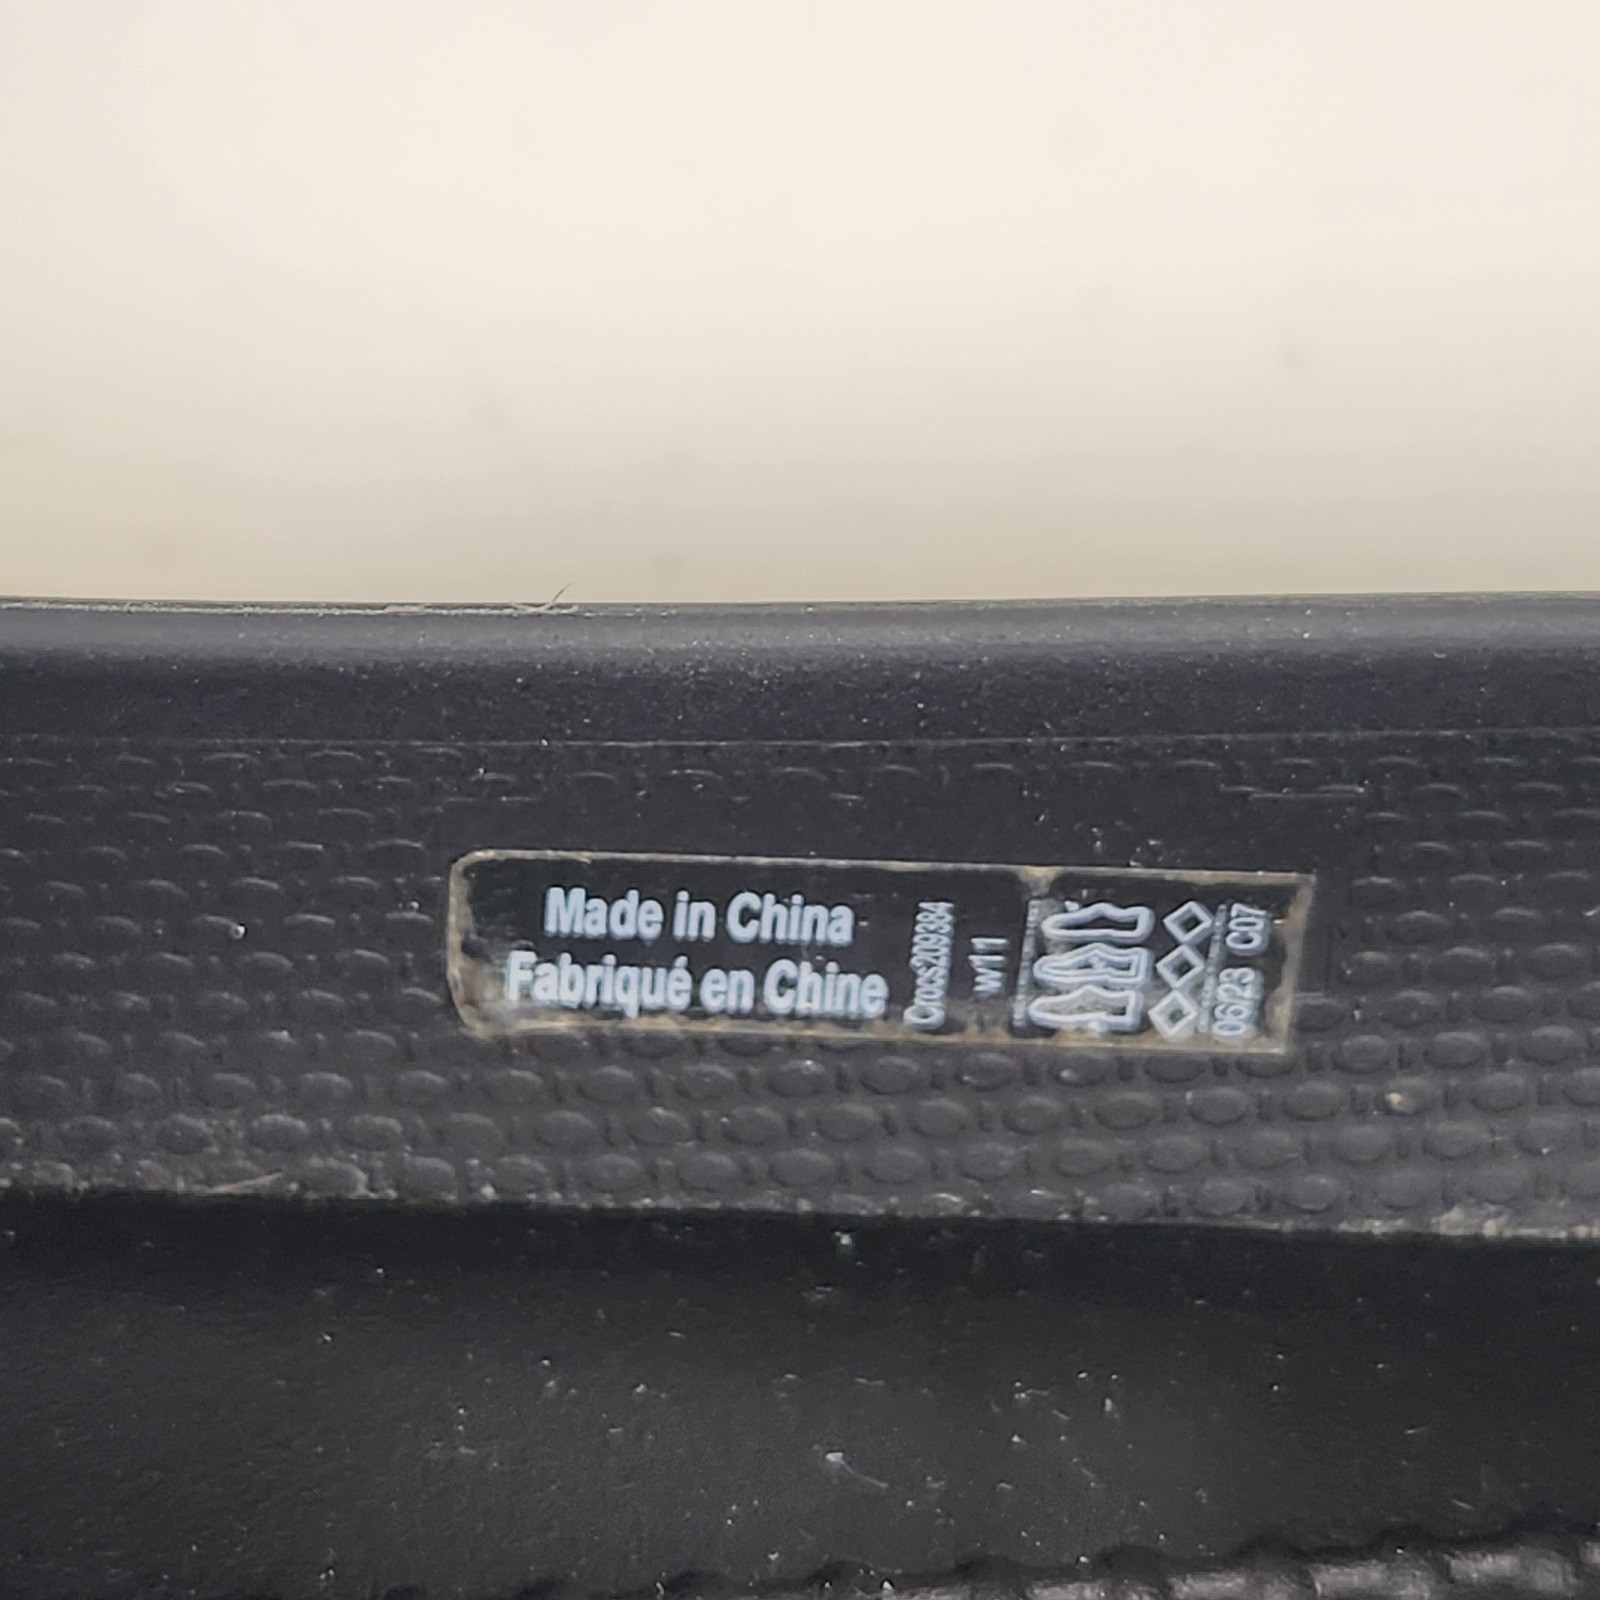 Made in China
Fabriqué en Chine
Crocs209384
w11
06/23 C07